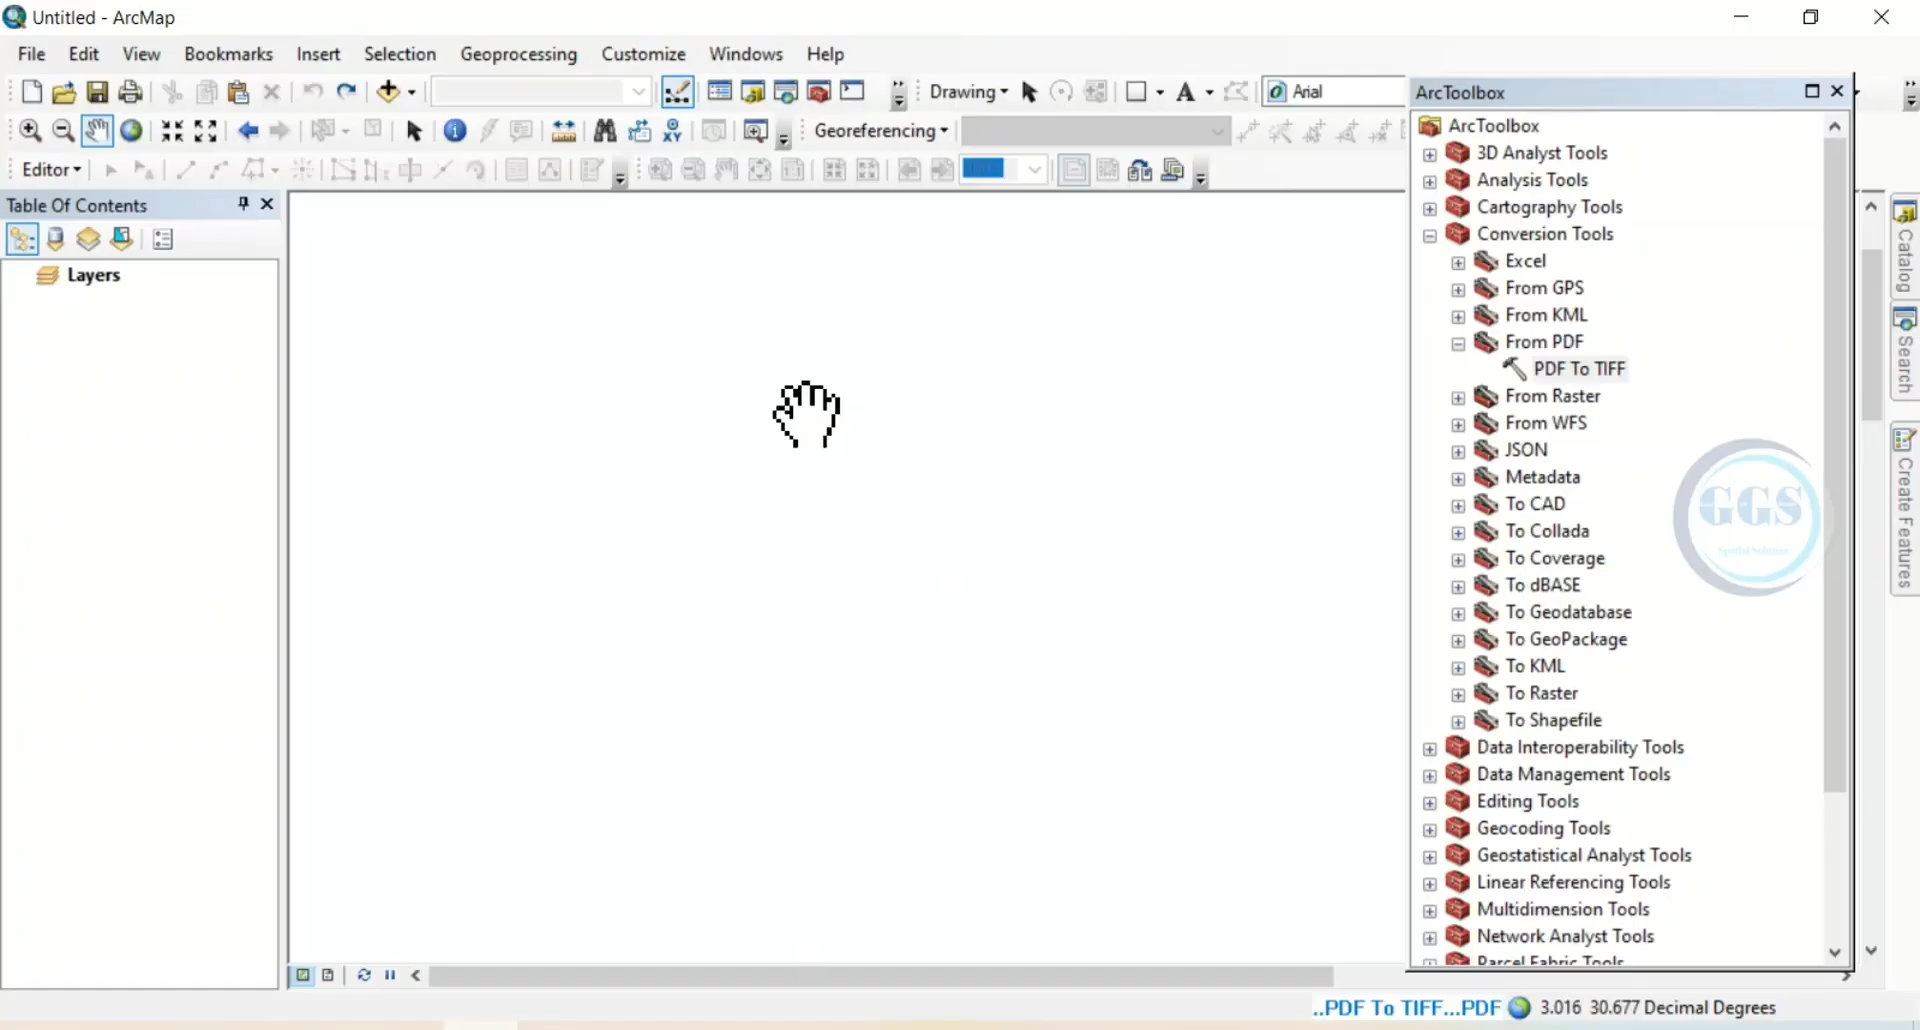 Untitled - ArcMap
File Edit View Bookmarks Insert Selection Geoprocessing Customize Windows Help
Drawing A Arial
XY Georeferencing
Editor
ArcToolbox
ArcToolbox
3D Analyst Tools
Analysis Tools
Cartography Tools
Conversion Tools
Excel
From GPS
From KML
From PDF
PDF To TIFF
From Raster
From WFS
JSON
Metadata
To CAD
To Collada
To Coverage
To dBASE
To Geodatabase
To GeoPackage
To KML
To Raster
To Shapefile
Data Interoperability Tools
Data Management Tools
Editing Tools
Geocoding Tools
Geostatistical Analyst Tools
Linear Referencing Tools
Multidimension Tools
Network Analyst Tools
Parcel Fabric Tools
Table Of Contents
Layers
Catalog
Search
Create Features
GGS
..PDF To TIFF...PDF 3.016 30.677 Decimal Degrees